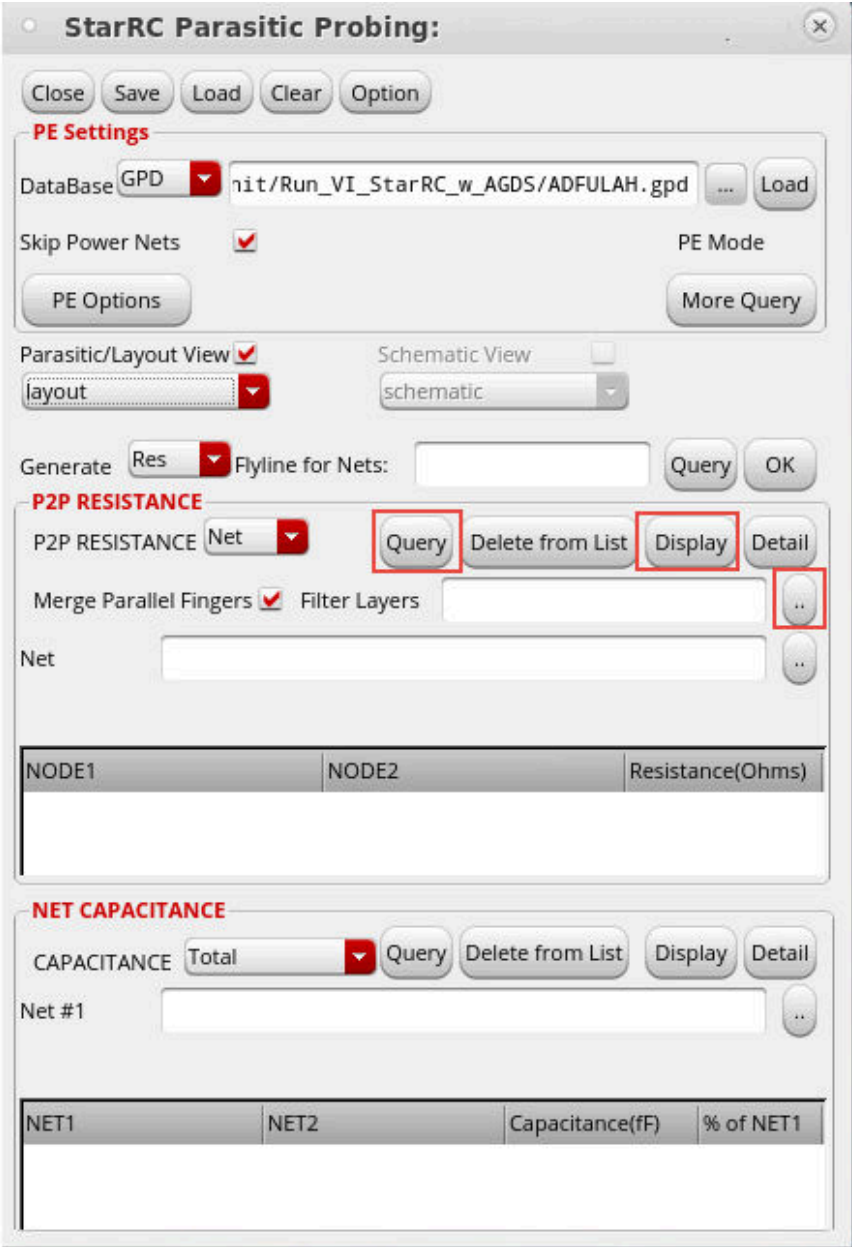 StarRC Parasitic Probing:
Close Save Load Clear Option
PE Settings
DataBase GPD nit/Run_VI_StarRC_w_AGDS/ADFULAH.gpd ... Load
Skip Power Nets PE Mode
PE Options More Query
Parasitic/Layout View Schematic View
layout schematic
Generate Res Flyline for Nets: Query OK
P2P RESISTANCE
P2P RESISTANCE Net Query Delete from List Display Detail
Merge Parallel Fingers Filter Layers ..
Net ..
NODE1 NODE2 Resistance(Ohms)
NET CAPACITANCE
CAPACITANCE Total Query Delete from List Display Detail
Net #1 ..
NET1 NET2 Capacitance(fF) % of NET1